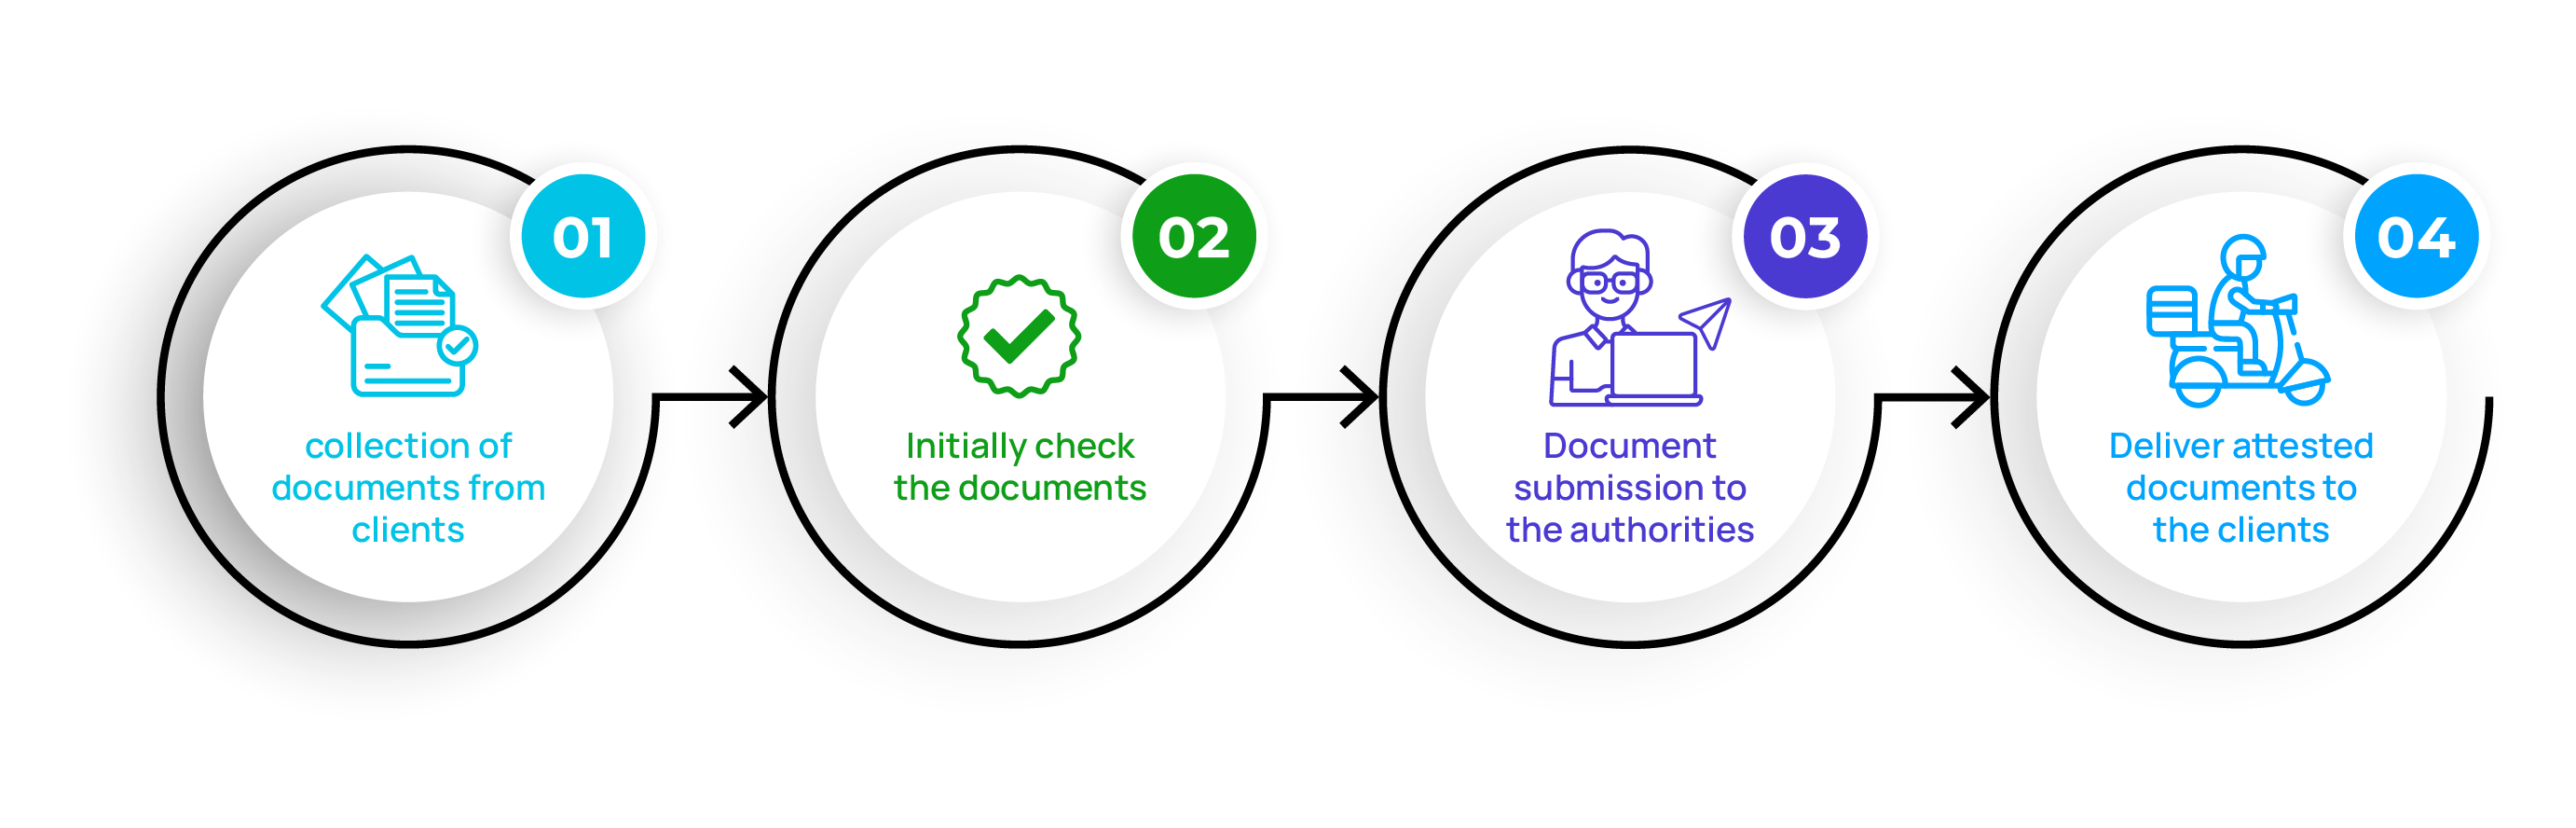 01
collection of
documents from
clients
02
Initially check
the documents
03
Document
submission to
the authorities
04
Deliver attested
documents to
the clients